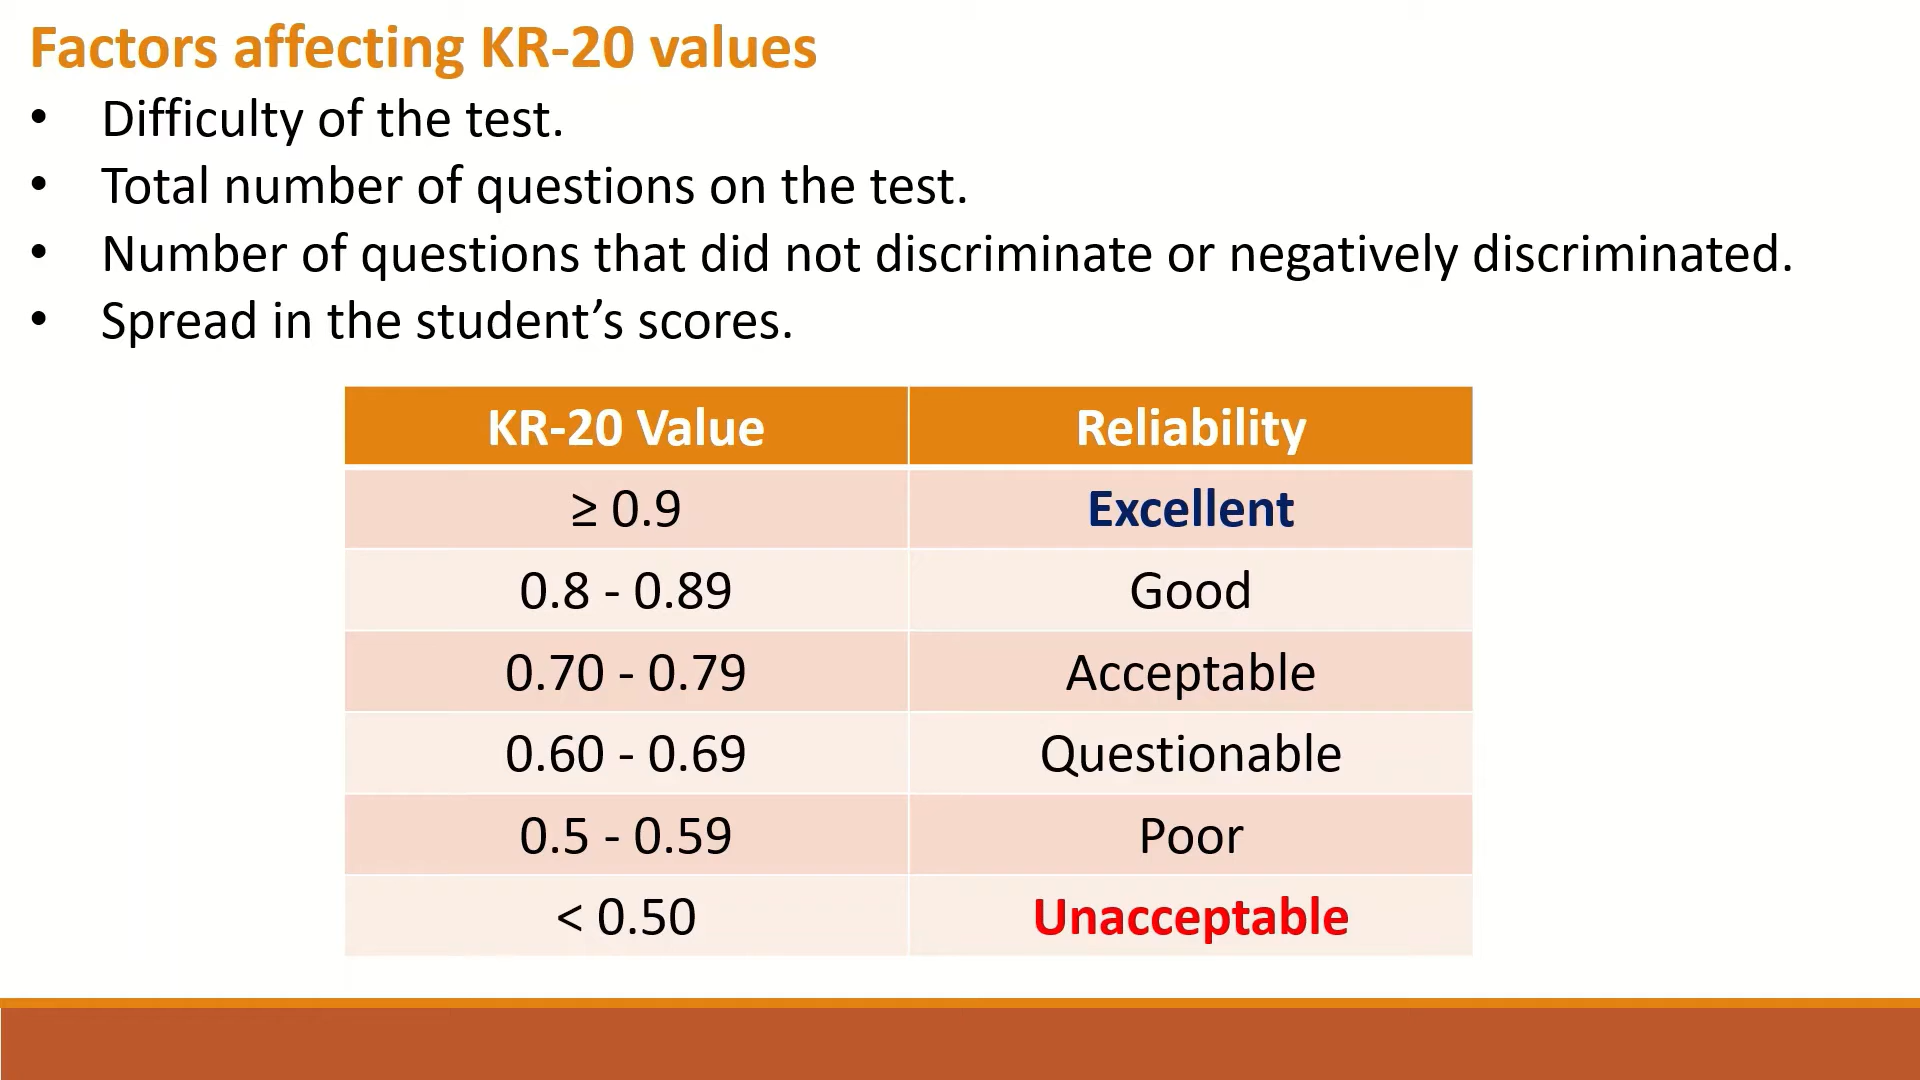 Factors affecting KR-20 values
• Difficulty of the test.
• Total number of questions on the test.
• Number of questions that did not discriminate or negatively discriminated.
• Spread in the student’s scores.
KR-20 Value Reliability
≥ 0.9 Excellent
0.8 - 0.89 Good
0.70 - 0.79 Acceptable
0.60 - 0.69 Questionable
0.5 - 0.59 Poor
< 0.50 Unacceptable